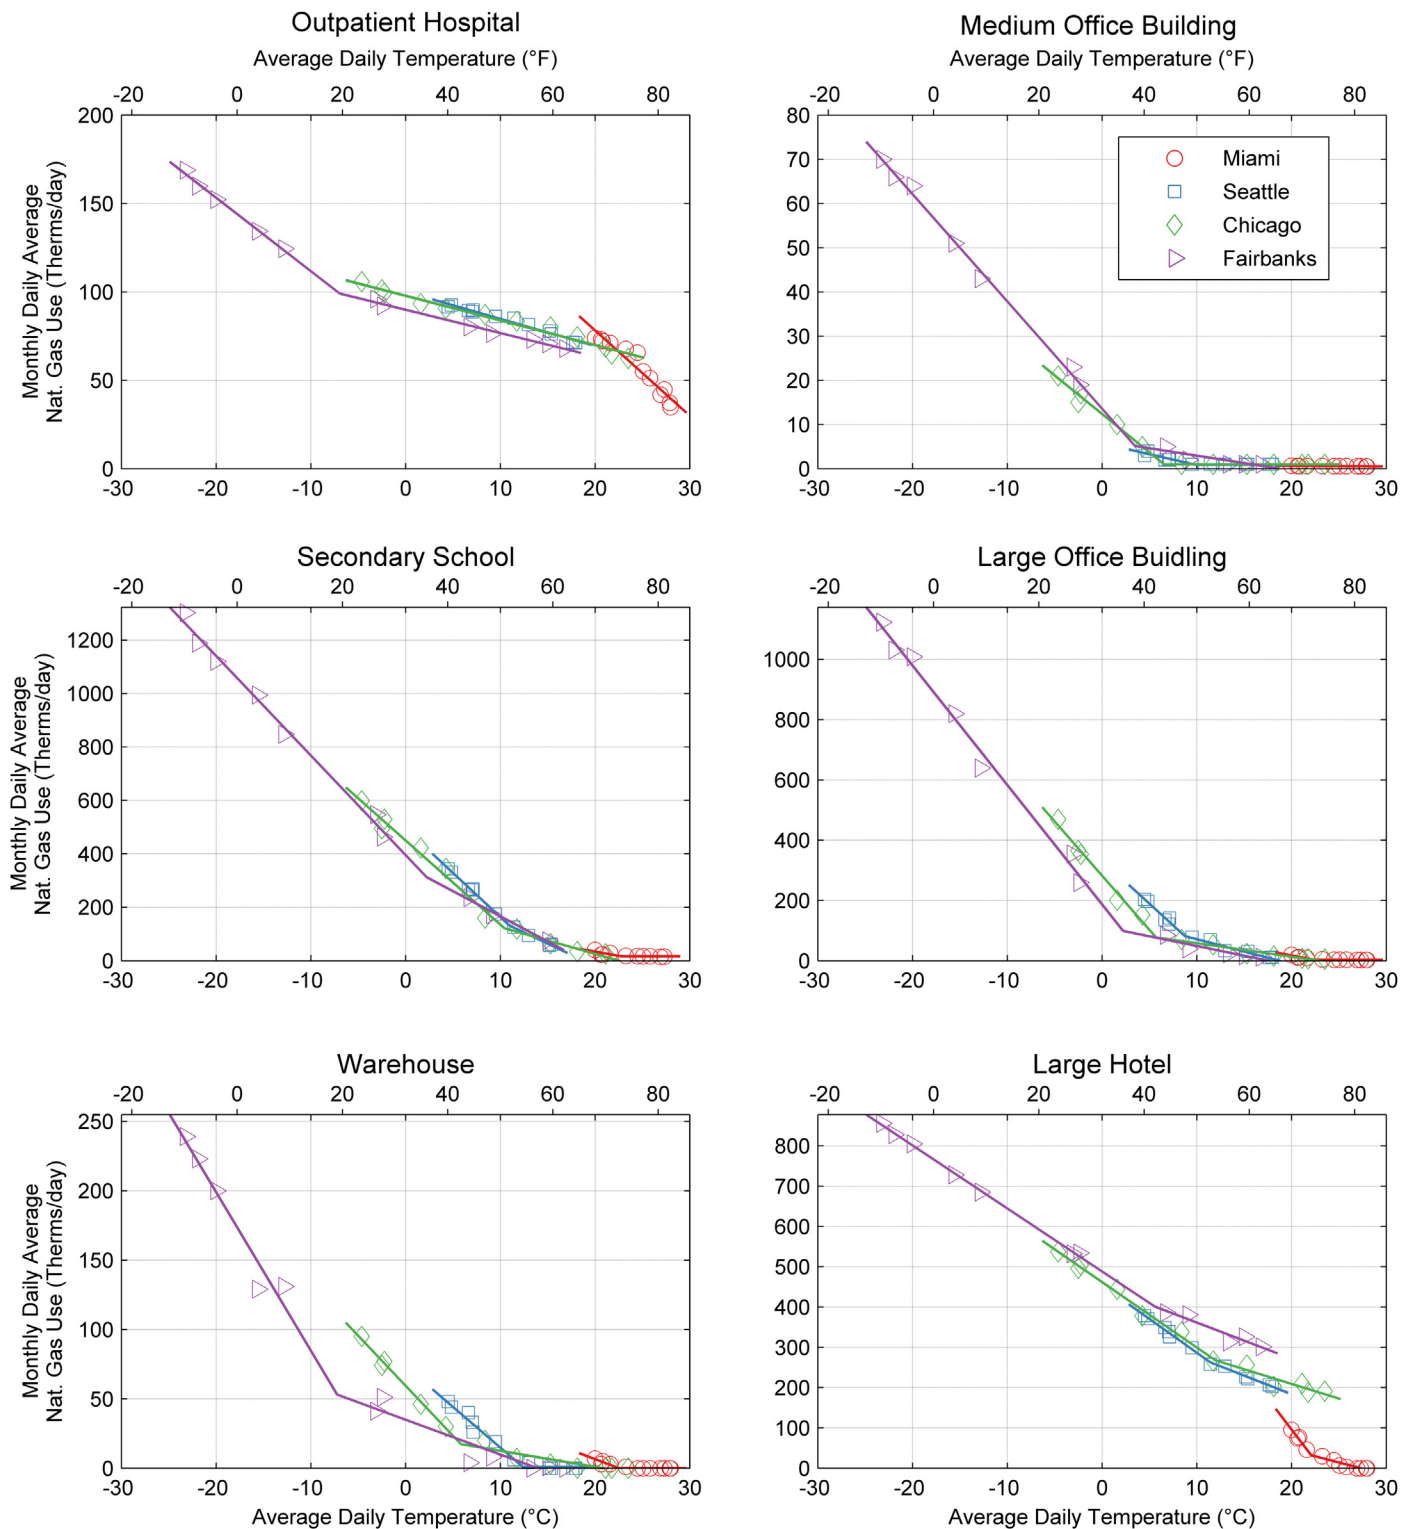 Outpatient Hospital
Average Daily Temperature (°F)
-20 0 20 40 60 80
200
150
100
50
0
Monthly Daily Average
Nat. Gas Use (Therms/day)
-30 -20 -10 0 10 20 30
Medium Office Building
Average Daily Temperature (°F)
-20 0 20 40 60 80
80
70
60
50
40
30
20
10
0
Miami
Seattle
Chicago
Fairbanks
-30 -20 -10 0 10 20 30
Secondary School
-20 0 20 40 60 80
1200
1000
800
600
400
200
0
Monthly Daily Average
Nat. Gas Use (Therms/day)
-30 -20 -10 0 10 20 30
Large Office Buidling
-20 0 20 40 60 80
1000
800
600
400
200
0
-30 -20 -10 0 10 20 30
Warehouse
-20 0 20 40 60 80
250
200
150
100
50
0
Monthly Daily Average
Nat. Gas Use (Therms/day)
-30 -20 -10 0 10 20 30
Average Daily Temperature (°C)
Large Hotel
-20 0 20 40 60 80
800
700
600
500
400
300
200
100
0
-30 -20 -10 0 10 20 30
Average Daily Temperature (°C)